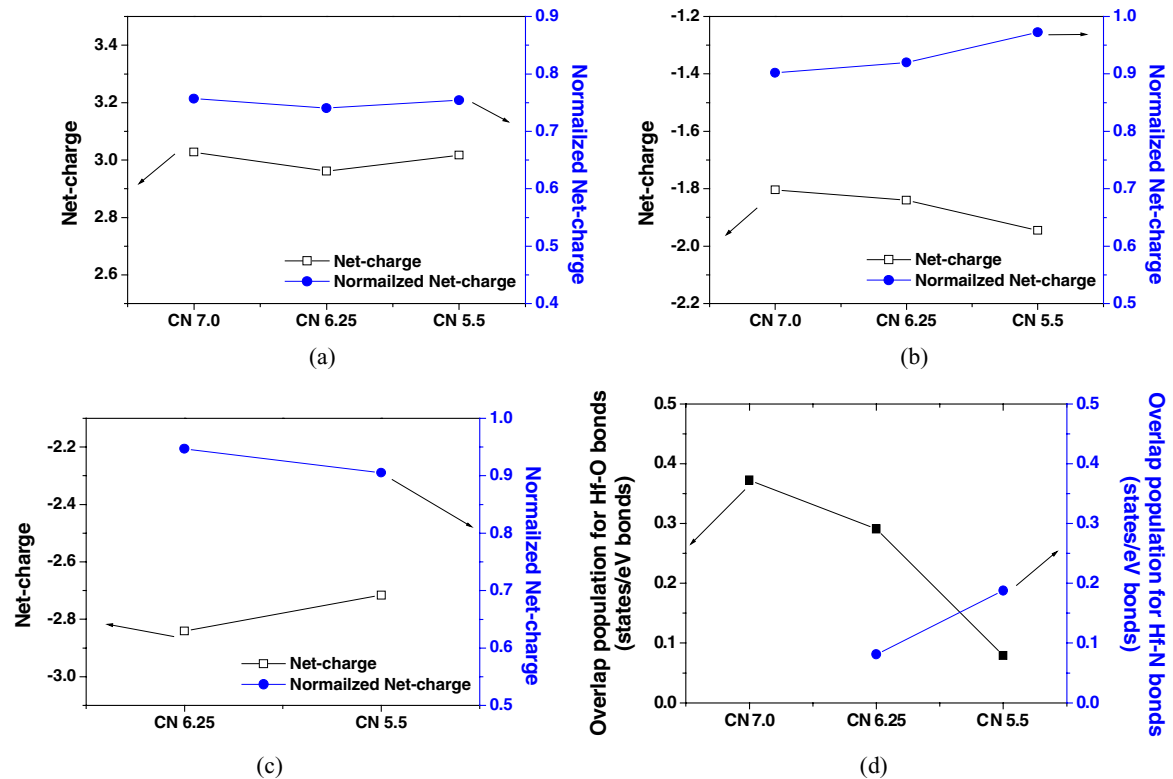 3.4
3.2
3.0
2.8
2.6
Net-charge
0.9
0.8
0.7
0.6
0.5
0.4
Normailzed Net-charge
Net-charge
Normailzed Net-charge
CN 7.0 CN 6.25 CN 5.5
(a)
-1.2
-1.4
-1.6
-1.8
-2.0
-2.2
Net-charge
1.0
0.9
0.8
0.7
0.6
0.5
Normailzed Net-charge
Net-charge
Normailzed Net-charge
CN 7.0 CN 6.25 CN 5.5
(b)
-2.2
-2.4
-2.6
-2.8
-3.0
Net-charge
1.0
0.9
0.8
0.7
0.6
0.5
Normailzed Net-charge
Net-charge
Normailzed Net-charge
CN 6.25 CN 5.5
(c)
0.5
0.4
0.3
0.2
0.1
0.0
Overlap population for Hf-O bonds
(states/eV bonds)
0.5
0.4
0.3
0.2
0.1
0.0
Overlap population for Hf-N bonds
(states/eV bonds)
CN 7.0 CN 6.25 CN 5.5
(d)